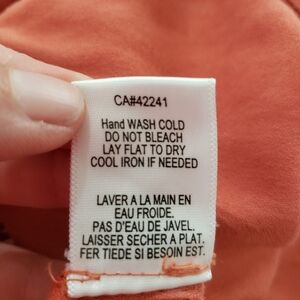 CA#42241
Hand WASH COLD
DO NOT BLEACH
LAY FLAT TO DRY
COOL IRON IF NEEDED
LAVER A LA MAIN EN
EAU FROIDE.
PAS D'EAU DE JAVEL.
LAISSER SECHER A PLAT.
FER TIEDE SI BESOIN EST.